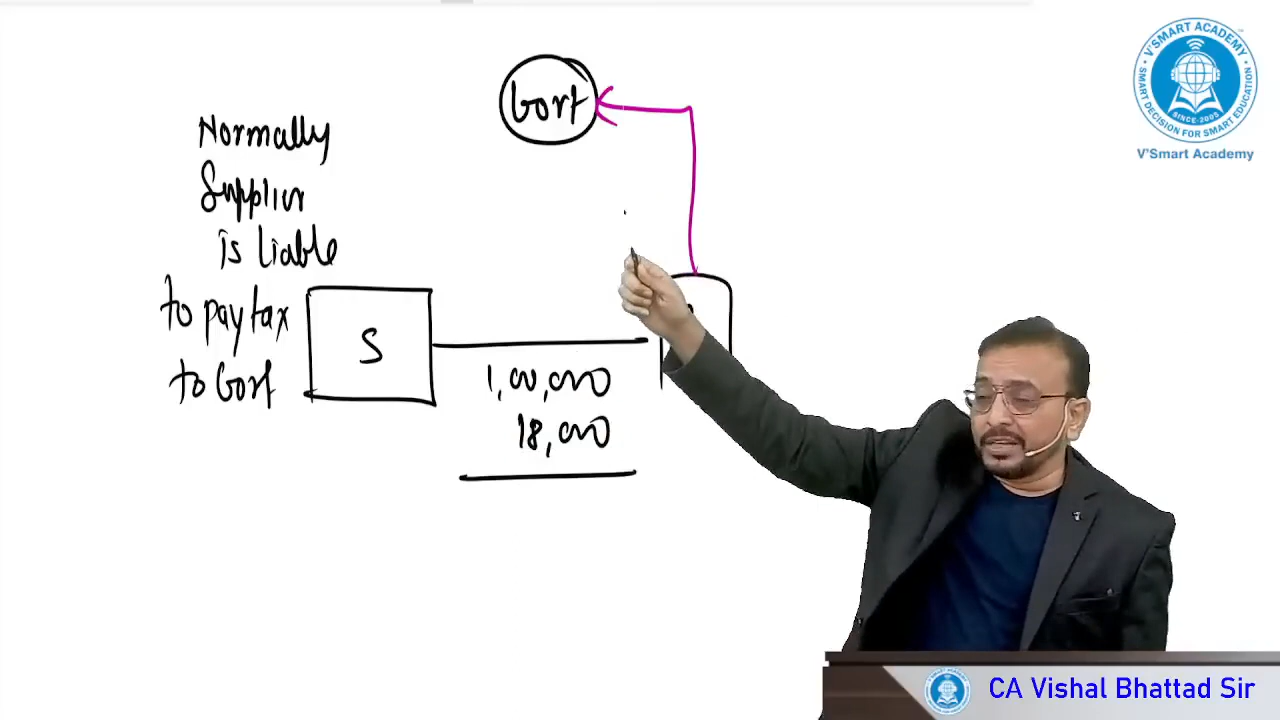 Govt
Normally
Supplier
is liable
to pay tax
to Govt
S
1,00,000
18,000
V'SMART ACADEMY
SMART DECISION FOR SMART EDUCATION
SINCE-2005
V'Smart Academy
CA Vishal Bhattad Sir